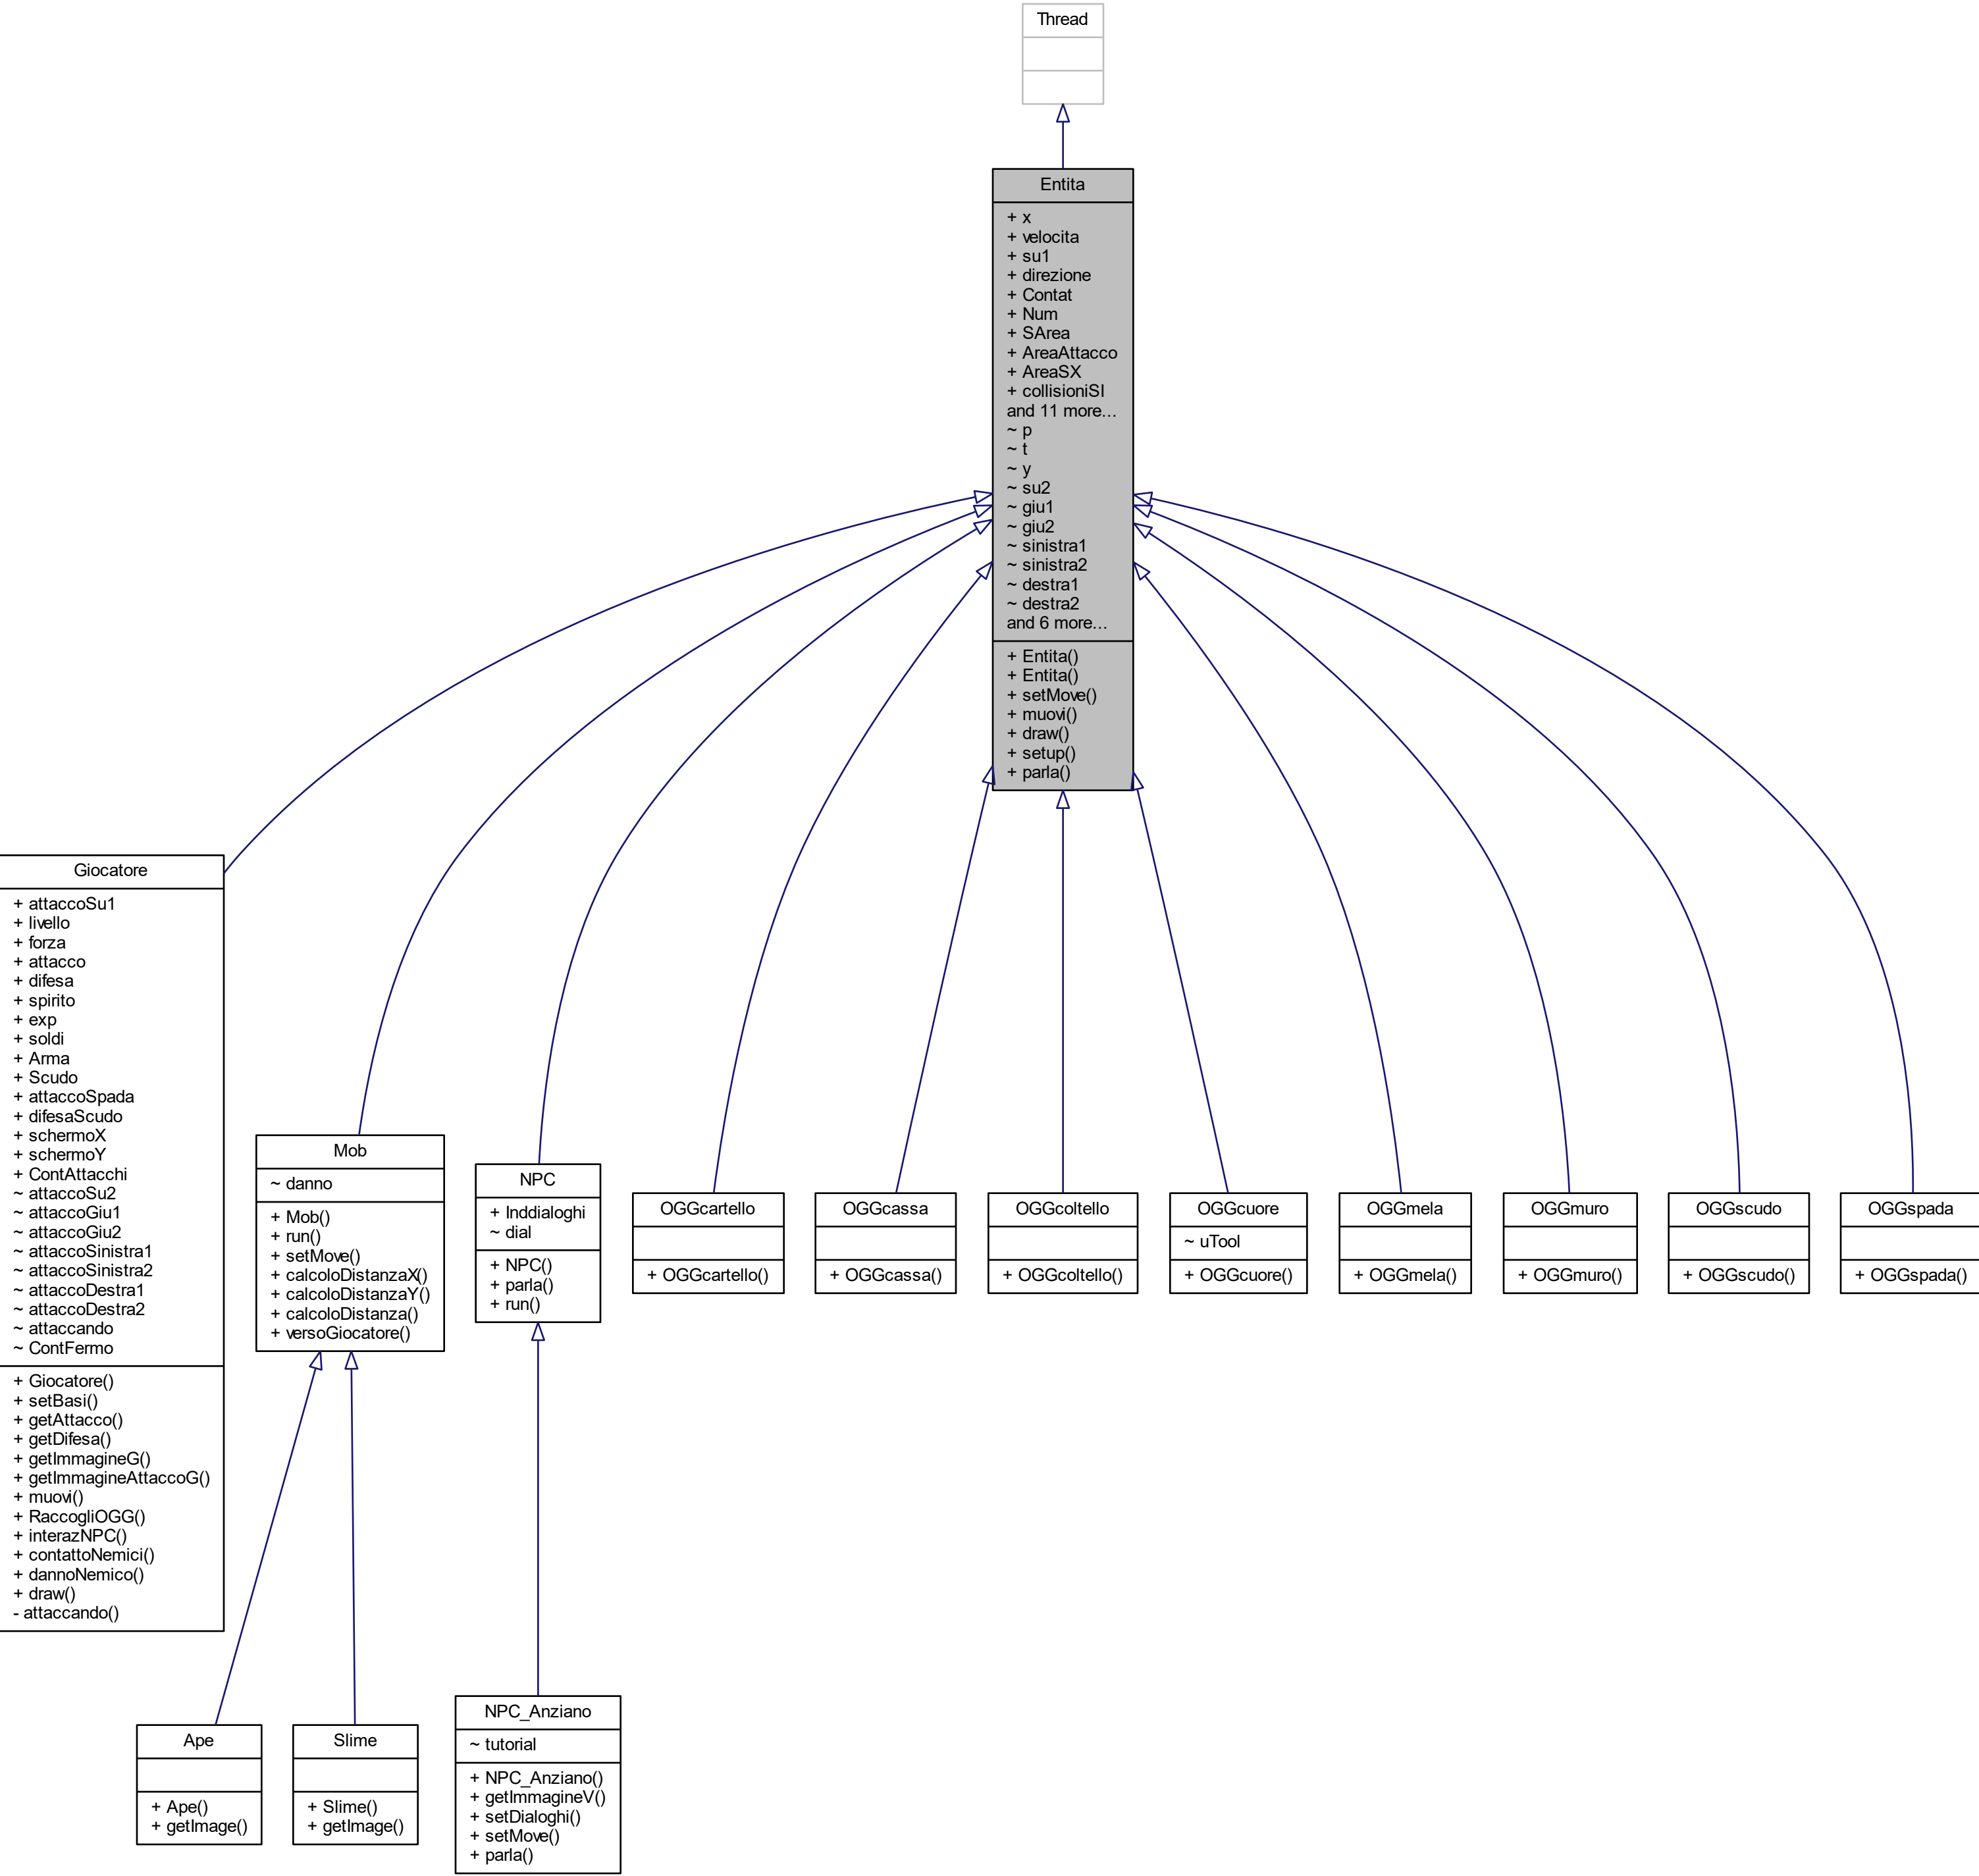 Thread
Entita
+ x
+ velocita
+ su1
+ direzione
+ Contat
+ Num
+ SArea
+ AreaAttacco
+ AreaSX
+ collisioniSI
and 11 more...
~ p
~ t
~ y
~ su2
~ giu1
~ giu2
~ sinistra1
~ sinistra2
~ destra1
~ destra2
and 6 more...
+ Entita()
+ Entita()
+ setMove()
+ muovi()
+ draw()
+ setup()
+ parla()
Giocatore
+ attaccoSu1
+ livello
+ forza
+ attacco
+ difesa
+ spirito
+ exp
+ soldi
+ Arma
+ Scudo
+ attaccoSpada
+ difesaScudo
+ schermoX
+ schermoY
+ ContAttacchi
~ attaccoSu2
~ attaccoGiu1
~ attaccoGiu2
~ attaccoSinistra1
~ attaccoSinistra2
~ attaccoDestra1
~ attaccoDestra2
~ attaccando
~ ContFermo
+ Giocatore()
+ setBasi()
+ getAttacco()
+ getDifesa()
+ getImmagineG()
+ getImmagineAttaccoG()
+ muovi()
+ RaccogliOGG()
+ interazNPC()
+ contattoNemici()
+ dannoNemico()
+ draw()
- attaccando()
Mob
~ danno
+ Mob()
+ run()
+ setMove()
+ calcoloDistanzaX()
+ calcoloDistanzaY()
+ calcoloDistanza()
+ versoGiocatore()
NPC
+ Inddialoghi
~ dial
+ NPC()
+ parla()
+ run()
OGGcartello
+ OGGcartello()
OGGcassa
+ OGGcassa()
OGGcoltello
+ OGGcoltello()
OGGcuore
~ uTool
+ OGGcuore()
OGGmela
+ OGGmela()
OGGmuro
+ OGGmuro()
OGGscudo
+ OGGscudo()
OGGspada
+ OGGspada()
Ape
+ Ape()
+ getImage()
Slime
+ Slime()
+ getImage()
NPC_Anziano
~ tutorial
+ NPC_Anziano()
+ getImmagineV()
+ setDialoghi()
+ setMove()
+ parla()